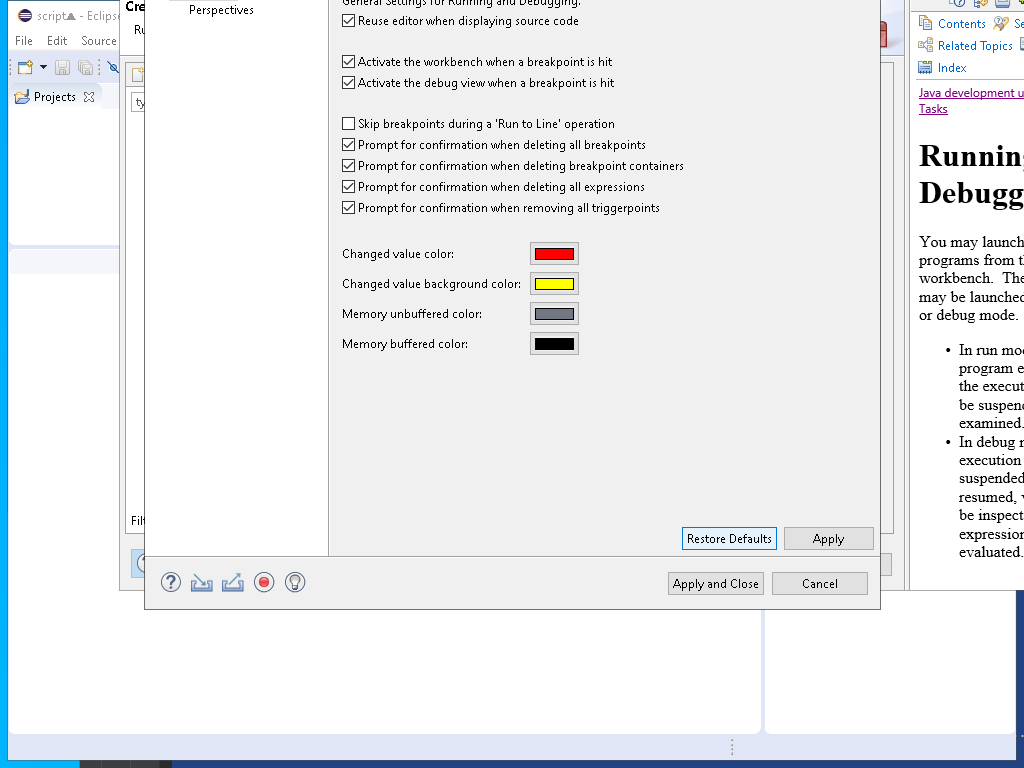 script - Eclipse
File Edit Source
Projects
Cre
Ru
ty
Filt
Perspectives
General Settings for Running and Debugging.
Reuse editor when displaying source code
Activate the workbench when a breakpoint is hit
Activate the debug view when a breakpoint is hit
Skip breakpoints during a 'Run to Line' operation
Prompt for confirmation when deleting all breakpoints
Prompt for confirmation when deleting breakpoint containers
Prompt for confirmation when deleting all expressions
Prompt for confirmation when removing all triggerpoints
Changed value color:
Changed value background color:
Memory unbuffered color:
Memory buffered color:
Restore Defaults Apply
Apply and Close Cancel
Contents Se
Related Topics
Index
Java development u
Tasks
Running
Debugg
You may launch
programs from th
workbench. The
may be launched
or debug mode.
• In run mod
program e
the execut
be suspend
examined.
• In debug m
execution
suspended
resumed, v
be inspect
expression
evaluated.